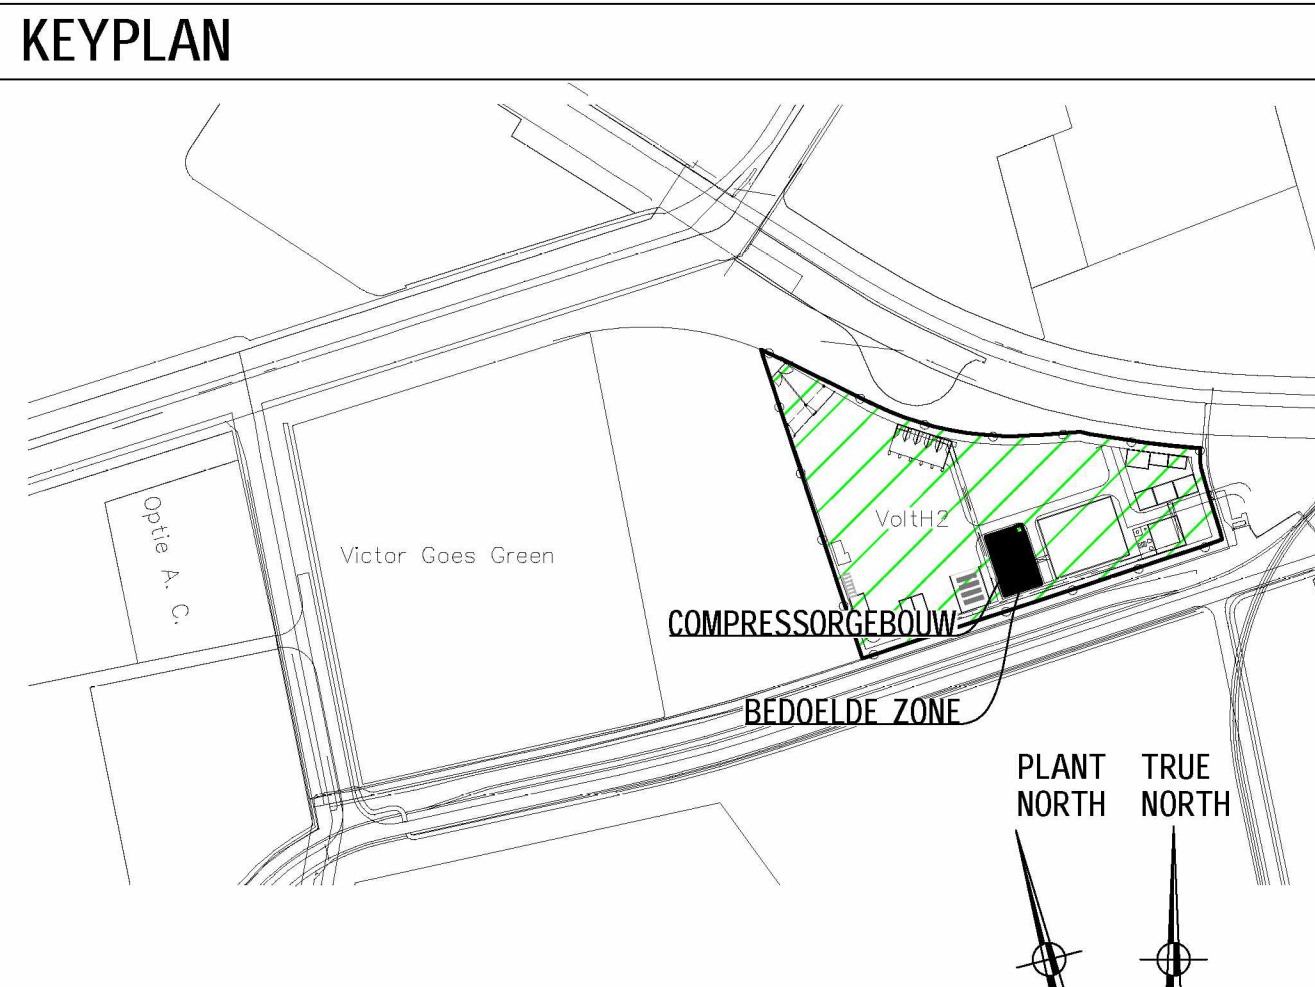 KEYPLAN
Optie A. C.
Victor Goes Green
VoltH2
COMPRESSORGEBOUW
BEDOELDE ZONE
PLANT
NORTH
TRUE
NORTH